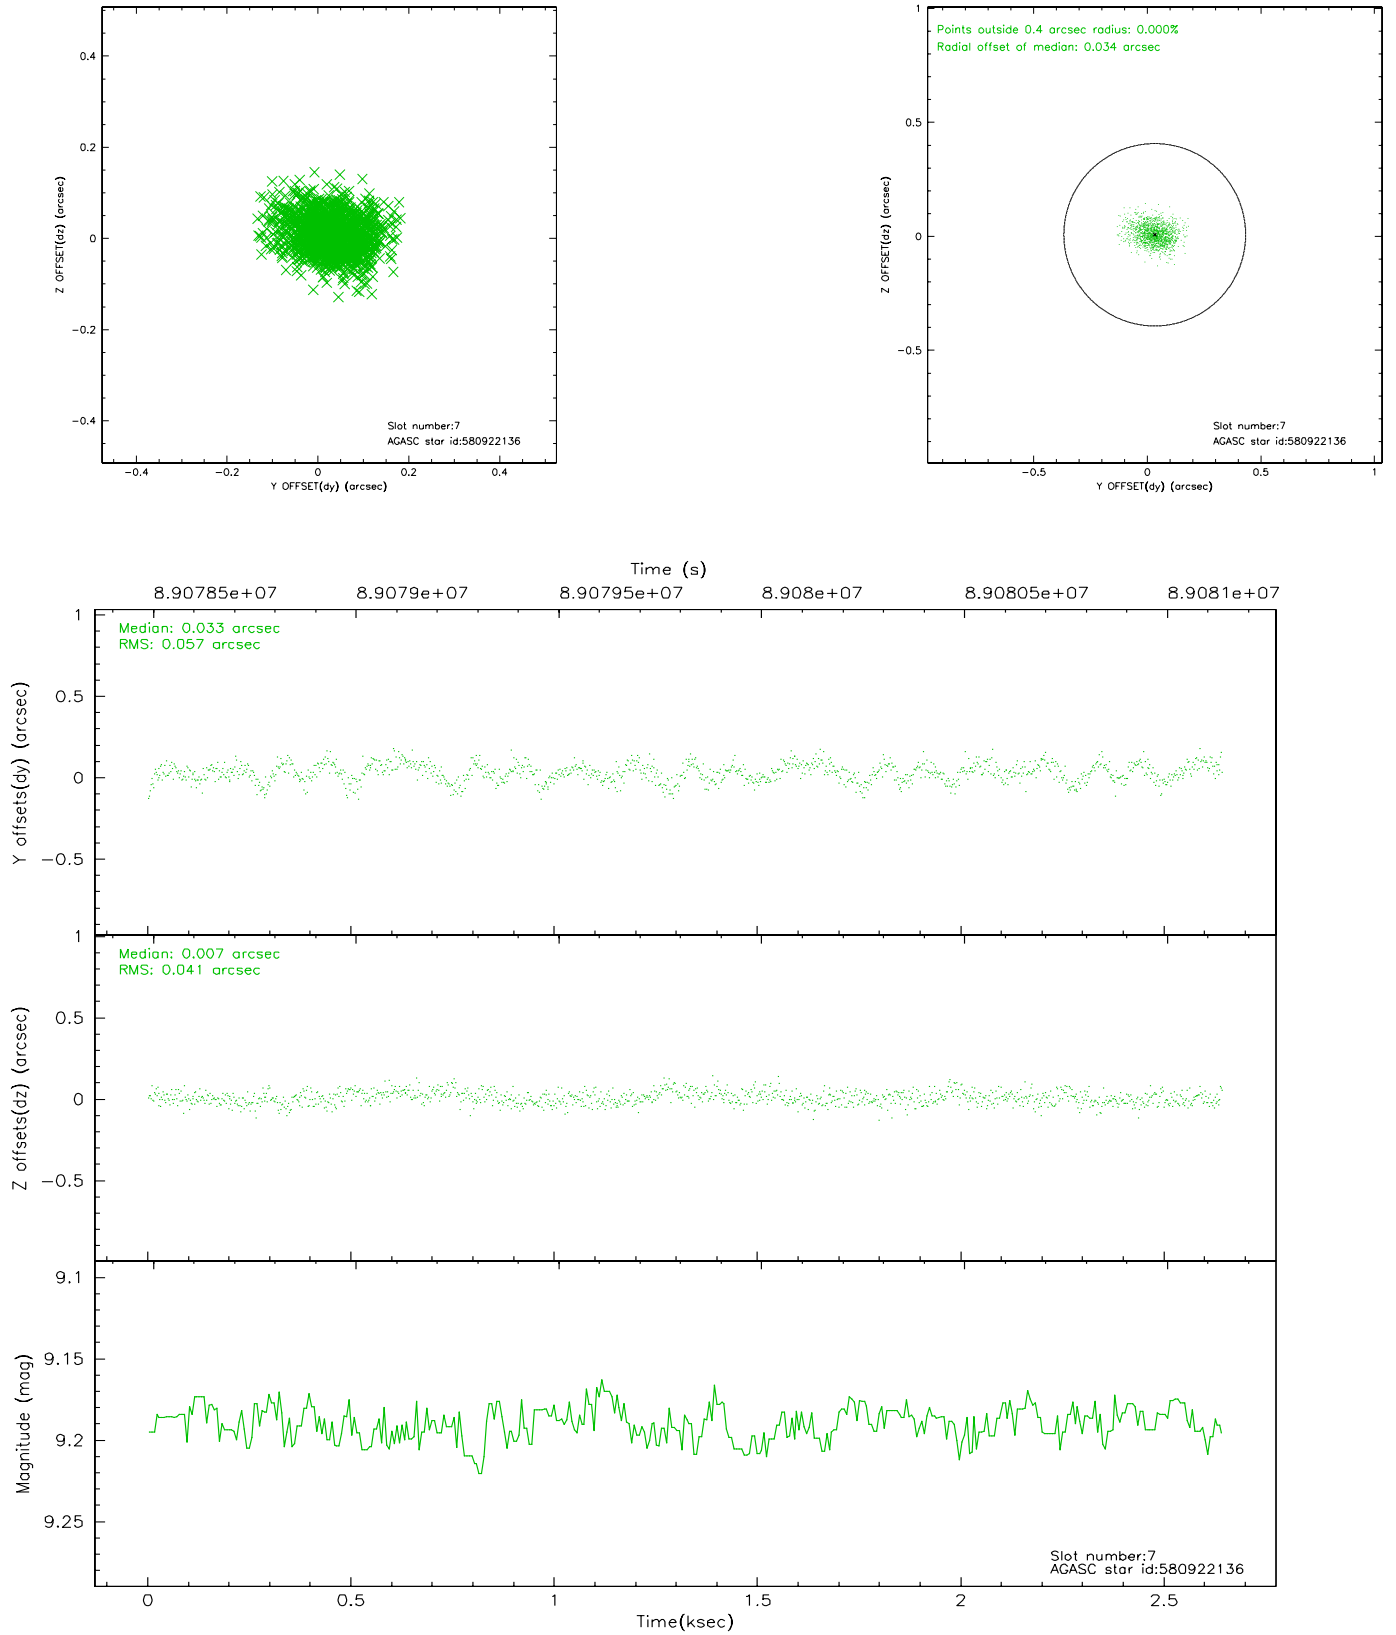 0.4
0.2
0
−0.2
−0.4
Z OFFSET(dz) (arcsec)
Slot number:7
AGASC star id:580922136
−0.4 −0.2 0 0.2 0.4
Y OFFSET(dy) (arcsec)
Points outside 0.4 arcsec radius: 0.000%
Radial offset of median: 0.034 arcsec
1
0.5
0
−0.5
Z OFFSET(dz) (arcsec)
Slot number:7
AGASC star id:580922136
−0.5 0 0.5 1
Y OFFSET(dy) (arcsec)
Time (s)
8.90785e+07 8.9079e+07 8.90795e+07 8.908e+07 8.90805e+07 8.9081e+07
Median: 0.033 arcsec
RMS: 0.057 arcsec
1
0.5
0
−0.5
Y offsets(dy) (arcsec)
Median: 0.007 arcsec
RMS: 0.041 arcsec
1
0.5
0
−0.5
Z offsets(dz) (arcsec)
9.1
9.15
9.2
9.25
Magnitude (mag)
Slot number:7
AGASC star id:580922136
0 0.5 1 1.5 2 2.5
Time(ksec)